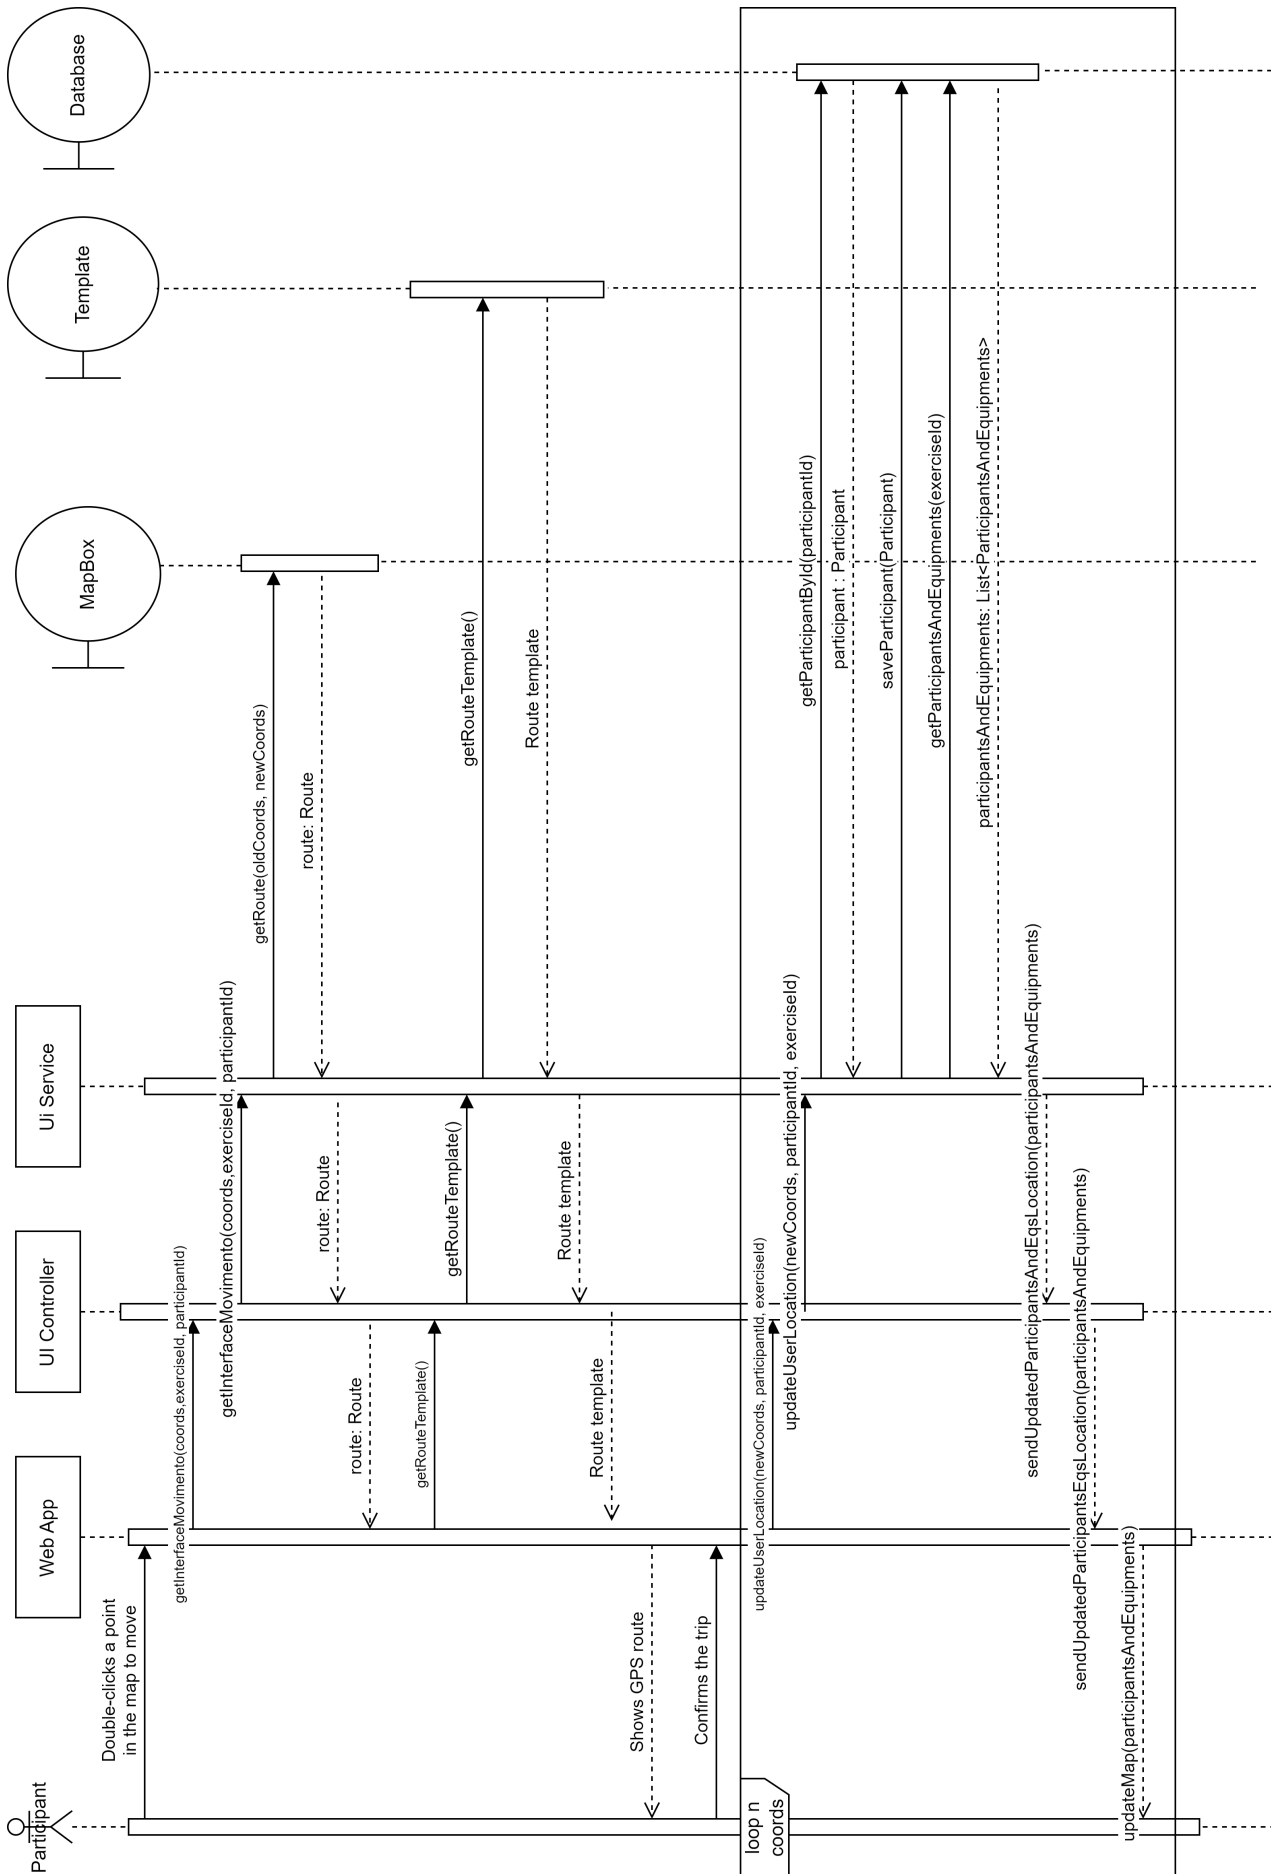 Participant
Web App
UI Controller
Ui Service
MapBox
Template
Database
Double-clicks a point
in the map to move
getInterfaceMovimento(coords,exerciseId, participantId)
getInterfaceMovimento(coords,exerciseId, participantId)
getRoute(oldCoords, newCoords)
route: Route
route: Route
route: Route
getRouteTemplate()
getRouteTemplate()
getRouteTemplate()
Route template
Route template
Route template
Shows GPS route
Confirms the trip
loop n
coords
updateUserLocation(newCoords, participantId, exerciseId)
updateUserLocation(newCoords, participantId, exerciseId)
getParticipantById(participantId)
participant : Participant
saveParticipant(Participant)
getParticipantsAndEquipments(exerciseId)
participantsAndEquipments: List<ParticipantsAndEquipments>
sendUpdatedParticipantsAndEqsLocation(participantsAndEquipments)
sendUpdatedParticipantsEqsLocation(participantsAndEquipments)
updateMap(participantsAndEquipments)